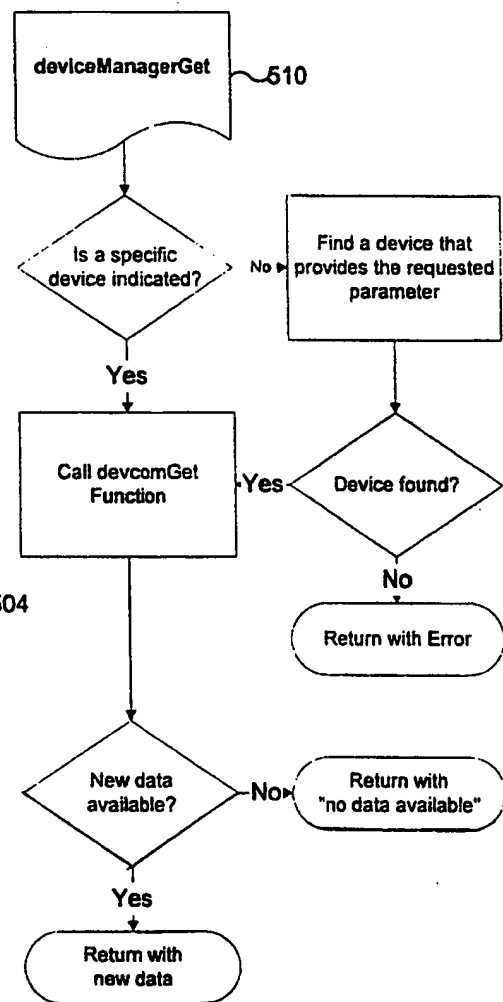 deviceManagerGet
510
Is a specific
device indicated?
No
Find a device that
provides the requested
parameter
Yes
Call devcomGet
Function
Yes
Device found?
No
504
Return with Error
New data
available?
No
Return with
"no data available"
Yes
Return with
new data